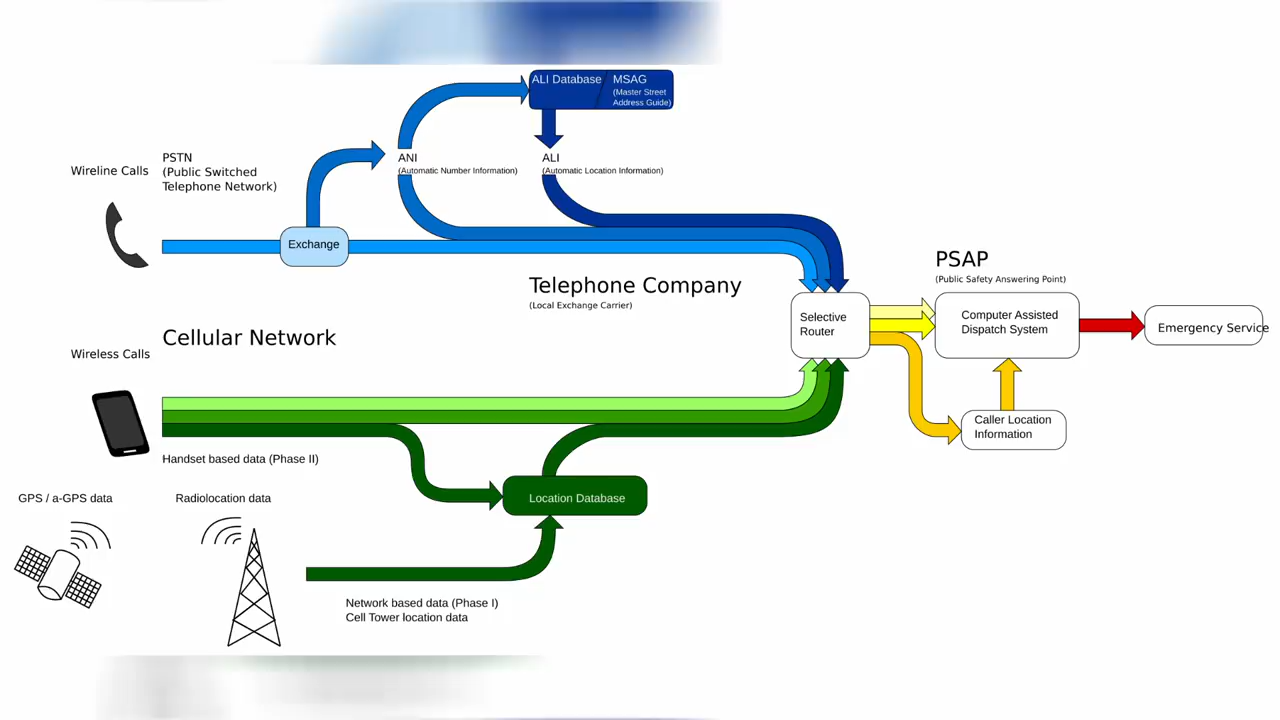 ALI Database
MSAG
(Master Street
Address Guide)
Wireline Calls
PSTN
(Public Switched
Telephone Network)
ANI
(Automatic Number Information)
ALI
(Automatic Location Information)
Exchange
Telephone Company
(Local Exchange Carrier)
PSAP
(Public Safety Answering Point)
Selective
Router
Computer Assisted
Dispatch System
Emergency Service
Cellular Network
Wireless Calls
Caller Location
Information
Handset based data (Phase II)
GPS / a-GPS data
Radiolocation data
Location Database
Network based data (Phase I)
Cell Tower location data